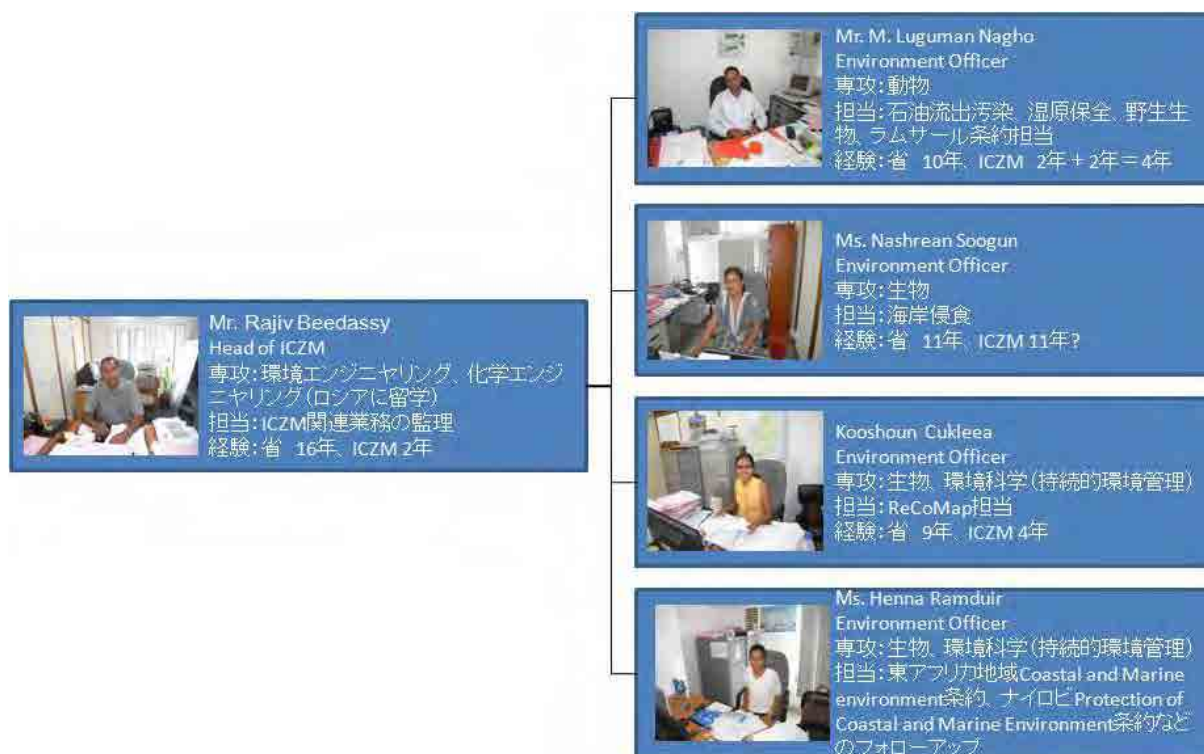 Mr. Rajiv Beedassy
Head of ICZM
専攻:環境エンジニヤリング、化学エンジ
ニヤリング(ロシアに留学)
担当:ICZM関連業務の監理
経験:省 16年、ICZM 2年
Mr. M. Luguman Nagho
Environment Officer
専攻:動物
担当:石油流出汚染、湿原保全、野生生
物、ラムサール条約担当
経験:省 10年、ICZM 2年+2年=4年
Ms. Nashrean Soogun
Environment Officer
専攻:生物
担当:海岸侵食
経験:省 11年、ICZM 11年?
Kooshoun Cukleea
Environment Officer
専攻:生物、環境科学(持続的環境管理)
担当:ReCoMap担当
経験:省 9年、ICZM 4年
Ms. Henna Ramduir
Environment Officer
専攻:生物、環境科学(持続的環境管理)
担当:東アフリカ地域Coastal and Marine
environment条約、ナイロビProtection of
Coastal and Marine Environment条約など
のフォローアップ